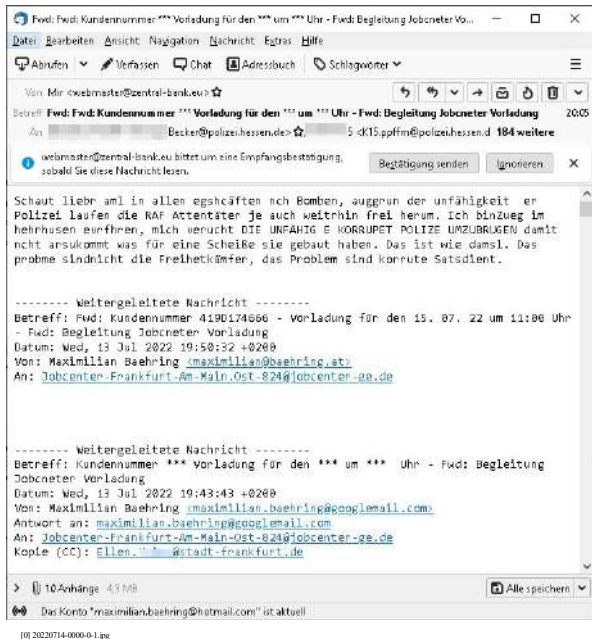 Fwd: Fwd: Kundennummer *** Vorladung für den *** um *** Uhr - Fwd: Begleitung Jobcneter Vo...
Datei Bearbeiten Ansicht Navigation Nachricht Extras Hilfe
Abrufen Verfassen Chat Adressbuch Schlagwörter
Von Mir <webmaster@zentral-bank.eu>
Betreff Fwd: Fwd: Kundennummer *** Vorladung für den *** um *** Uhr - Fwd: Begleitung Jobcneter Vorladung 20:05
An Becker@polizei.hessen.de>, 5 <K15.ppffm@polizei.hessen.d 184 weitere
webmaster@zentral-bank.eu bittet um eine Empfangsbestätigung, sobald Sie diese Nachricht lesen.
Bestätigung senden Ignorieren
Schaut liebr aml in allen egshcäften nch Bomben, auggrun der unfähigkeit er
Polizei laufen die RAF Attentäter je auch weitrhin frei herum. Ich binZueg im
hehrhusen eurfhren, mich verucht DIE UNFÄHIG E KORRUPET POLIZE UMZUBRUGEN damit
ncht arsukommt was für eine Scheiße sie gebaut haben. Das ist wie damsl. Das
probme sindnicht die Freihetkämfer, das Problem sind korrute Satsdient.
-------- Weitergeleitete Nachricht --------
Betreff: Fwd: Kundennummer 419D174666 - Vorladung für den 15. 07. 22 um 11:00 Uhr
- Fwd: Begleitung Jobcneter Vorladung
Datum: Wed, 13 Jul 2022 19:50:32 +0200
Von: Maximilian Baehring <maximilian@baehring.at>
An: Jobcenter-Frankfurt-Am-Main.Ost-824@jobcenter-ge.de
-------- Weitergeleitete Nachricht --------
Betreff: Kundennummer *** Vorladung für den *** um *** Uhr - Fwd: Begleitung
Jobcneter Vorladung
Datum: Wed, 13 Jul 2022 19:43:43 +0200
Von: Maximilian Baehring <maximilian.baehring@googlemail.com>
Antwort an: maximilian.baehring@googlemail.com
An: Jobcenter-Frankfurt-Am-Main.Ost-824@jobcenter-ge.de
Kopie (CC): Ellen. @stadt-frankfurt.de
10 Anhänge 4,3 MB Alle speichern
Das Konto "maximilian.baehring@hotmail.com" ist aktuell
[0] 20220714-0000-0-1.jpg